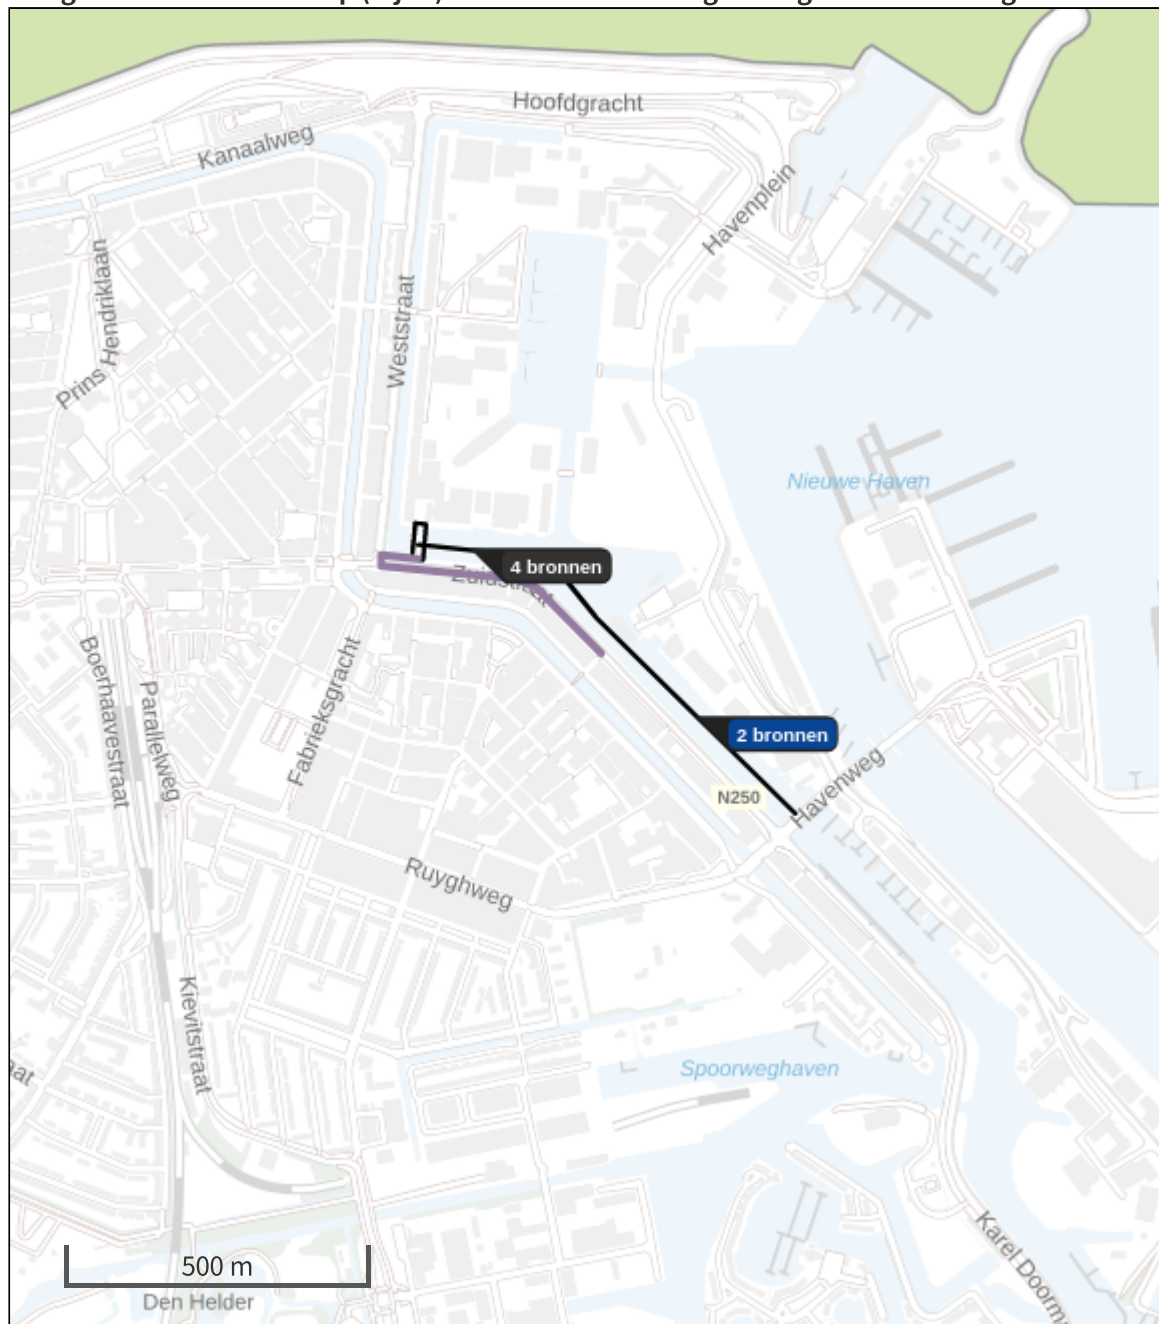 Hoofdgracht
Kanaalweg
Havenplein
Prins Hendriklaan
Weststraat
Nieuwe Haven
4 bronnen
Zuidstraat
Boerhaavestraat
Parallelweg
Fabrieksgracht
2 bronnen
Havenweg
N250
Ruyghweg
Kievitstraat
aat
Spoorweghaven
Karel Doorm
500 m
Den Helder